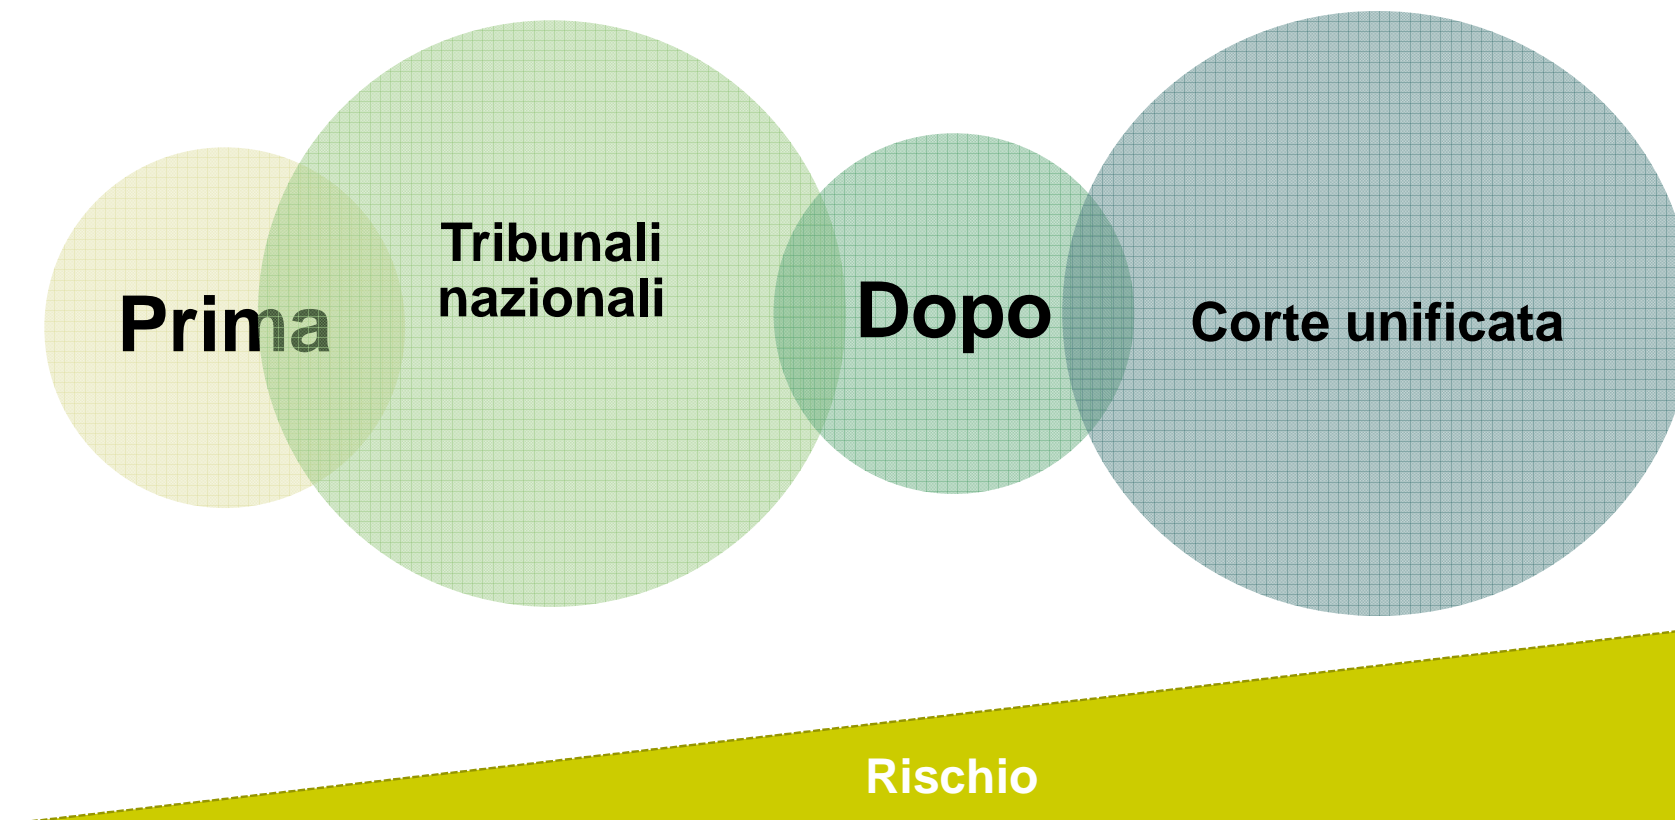 Prima
Tribunali
nazionali
Dopo
Corte unificata
Rischio